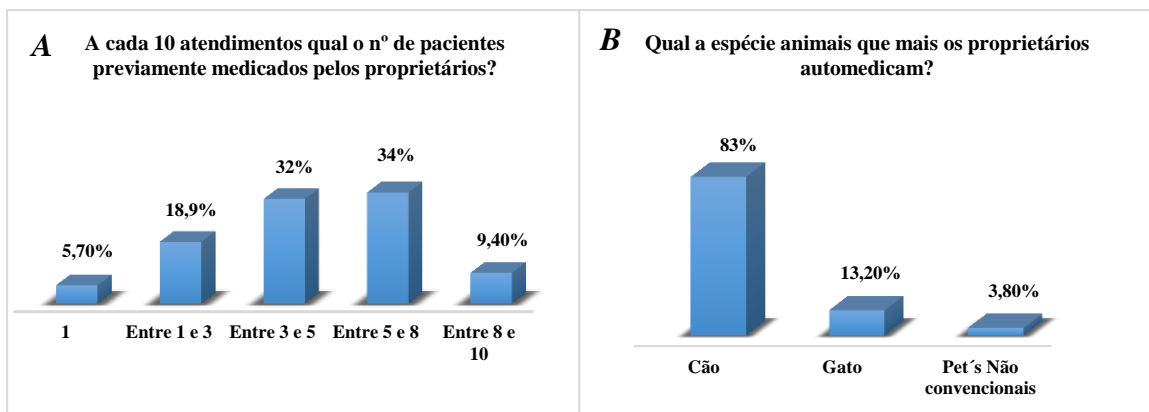 A
A cada 10 atendimentos qual o nº de pacientes
previamente medicados pelos proprietários?
5,70%
18,9%
32%
34%
9,40%
1
Entre 1 e 3
Entre 3 e 5
Entre 5 e 8
Entre 8 e
10
B
Qual a espécie animais que mais os proprietários
automedicam?
83%
13,20%
3,80%
Cão
Gato
Pet´s Não
convencionais